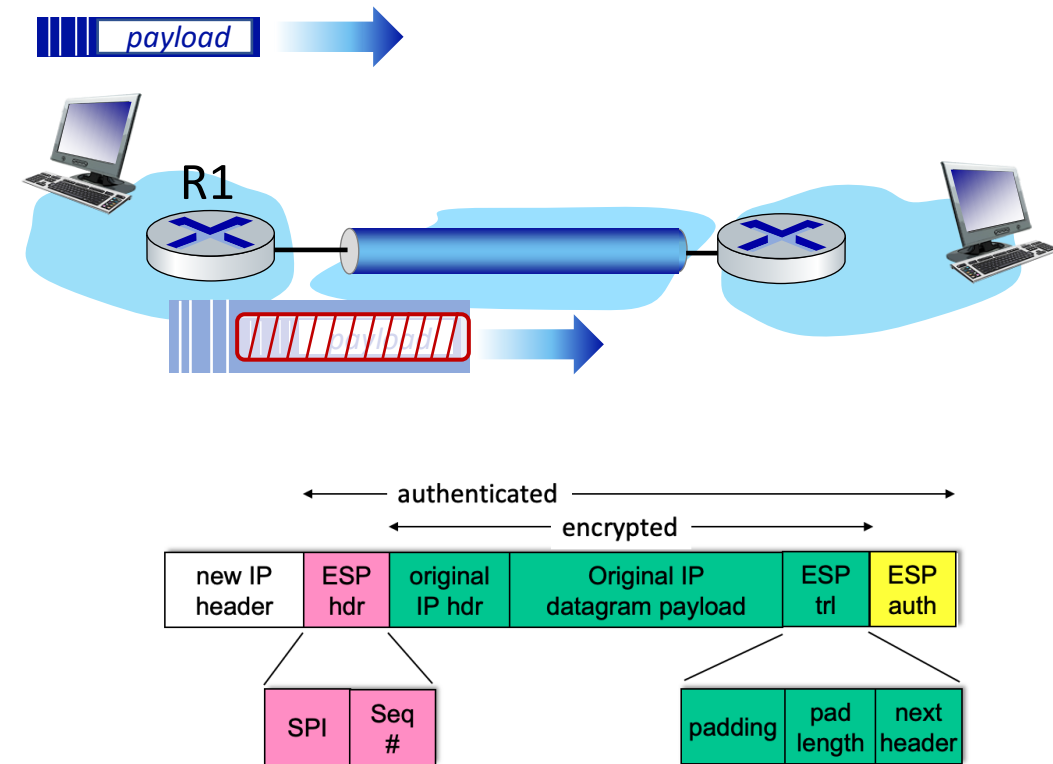 payload
R1
payload
authenticated
encrypted
new IP
header
ESP
hdr
original
IP hdr
Original IP
datagram payload
ESP
trl
ESP
auth
SPI
Seq
#
padding
pad
length
next
header